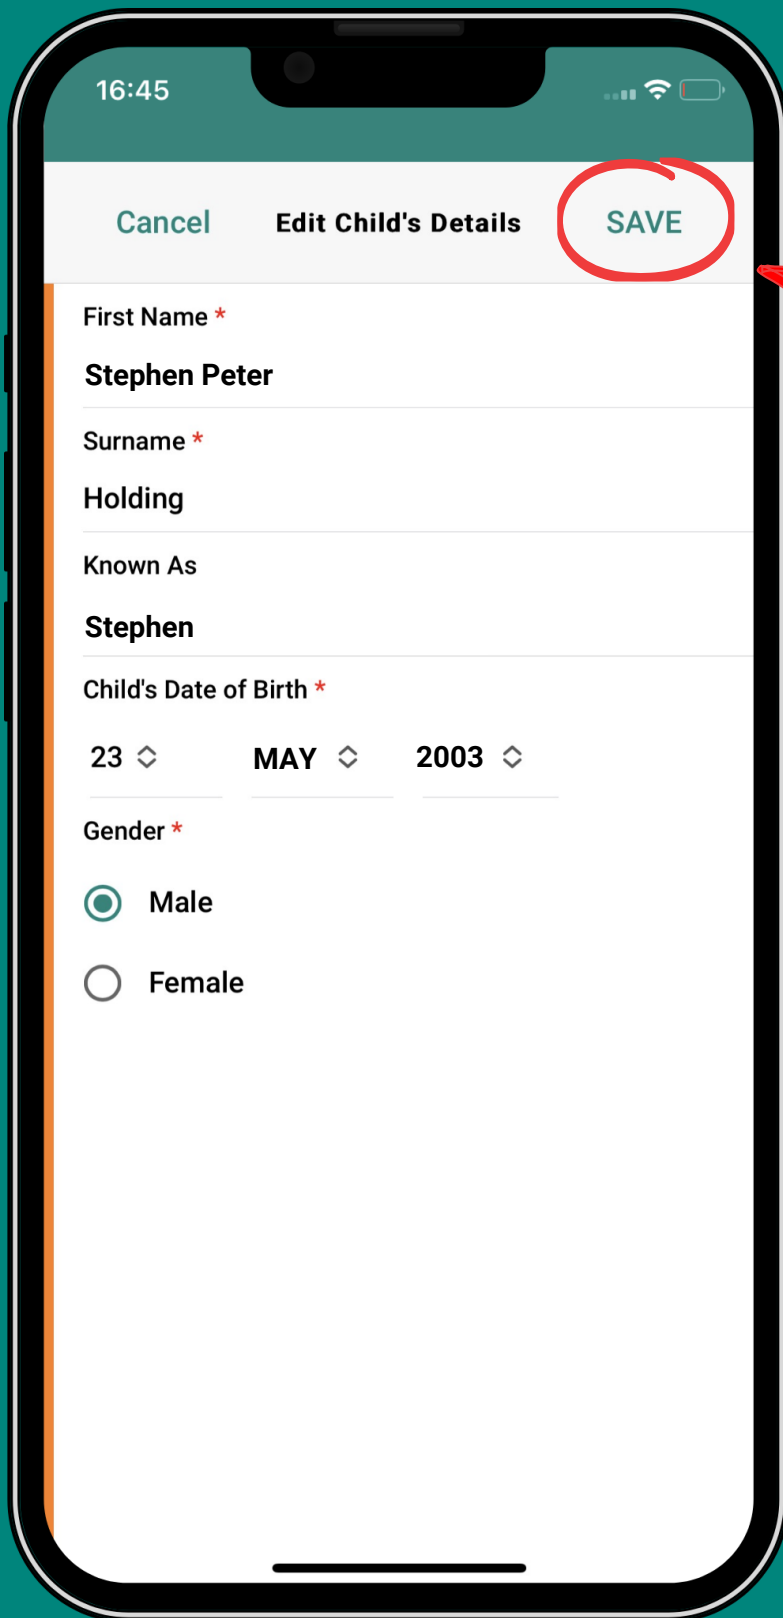 16:45
Cancel Edit Child's Details SAVE
First Name *
Stephen Peter
Surname *
Holding
Known As
Stephen
Child's Date of Birth *
23 MAY 2003
Gender *
Male
Female